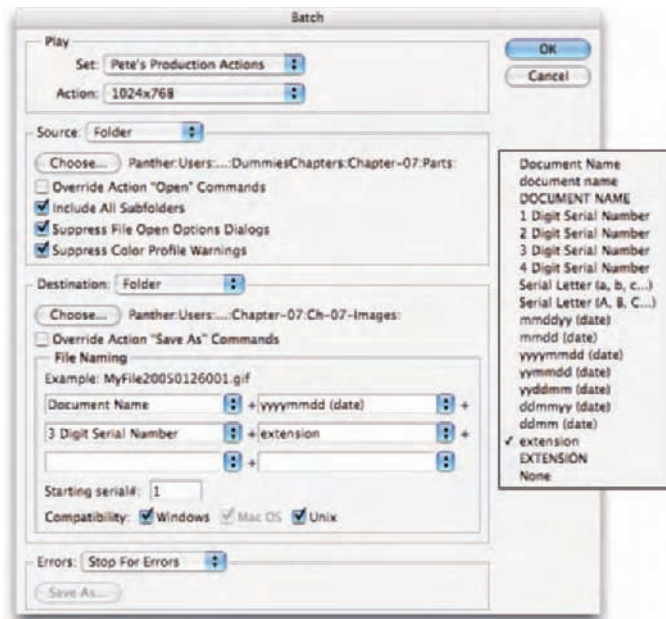 Batch
Play
Set: Pete's Production Actions
Action: 1024x768
OK
Cancel
Source: Folder
Choose... Panther:Users:...:DummiesChapters:Chapter-07:Parts:
Override Action "Open" Commands
Include All Subfolders
Suppress File Open Options Dialogs
Suppress Color Profile Warnings
Destination: Folder
Choose... Panther:Users:...:Chapter-07:Ch-07-Images:
Override Action "Save As" Commands
File Naming
Example: MyFile20050126001.gif
Document Name + yyyymmdd (date) +
3 Digit Serial Number + extension +
+
Starting serial#: 1
Compatibility: Windows Mac OS Unix
Errors: Stop For Errors
Save As...
Document Name
document name
DOCUMENT NAME
1 Digit Serial Number
2 Digit Serial Number
3 Digit Serial Number
4 Digit Serial Number
Serial Letter (a, b, c...)
Serial Letter (A, B, C...)
mmddyy (date)
mmdd (date)
yyyymmdd (date)
yymmdd (date)
yyddmm (date)
ddmmyy (date)
ddmm (date)
✓ extension
EXTENSION
None